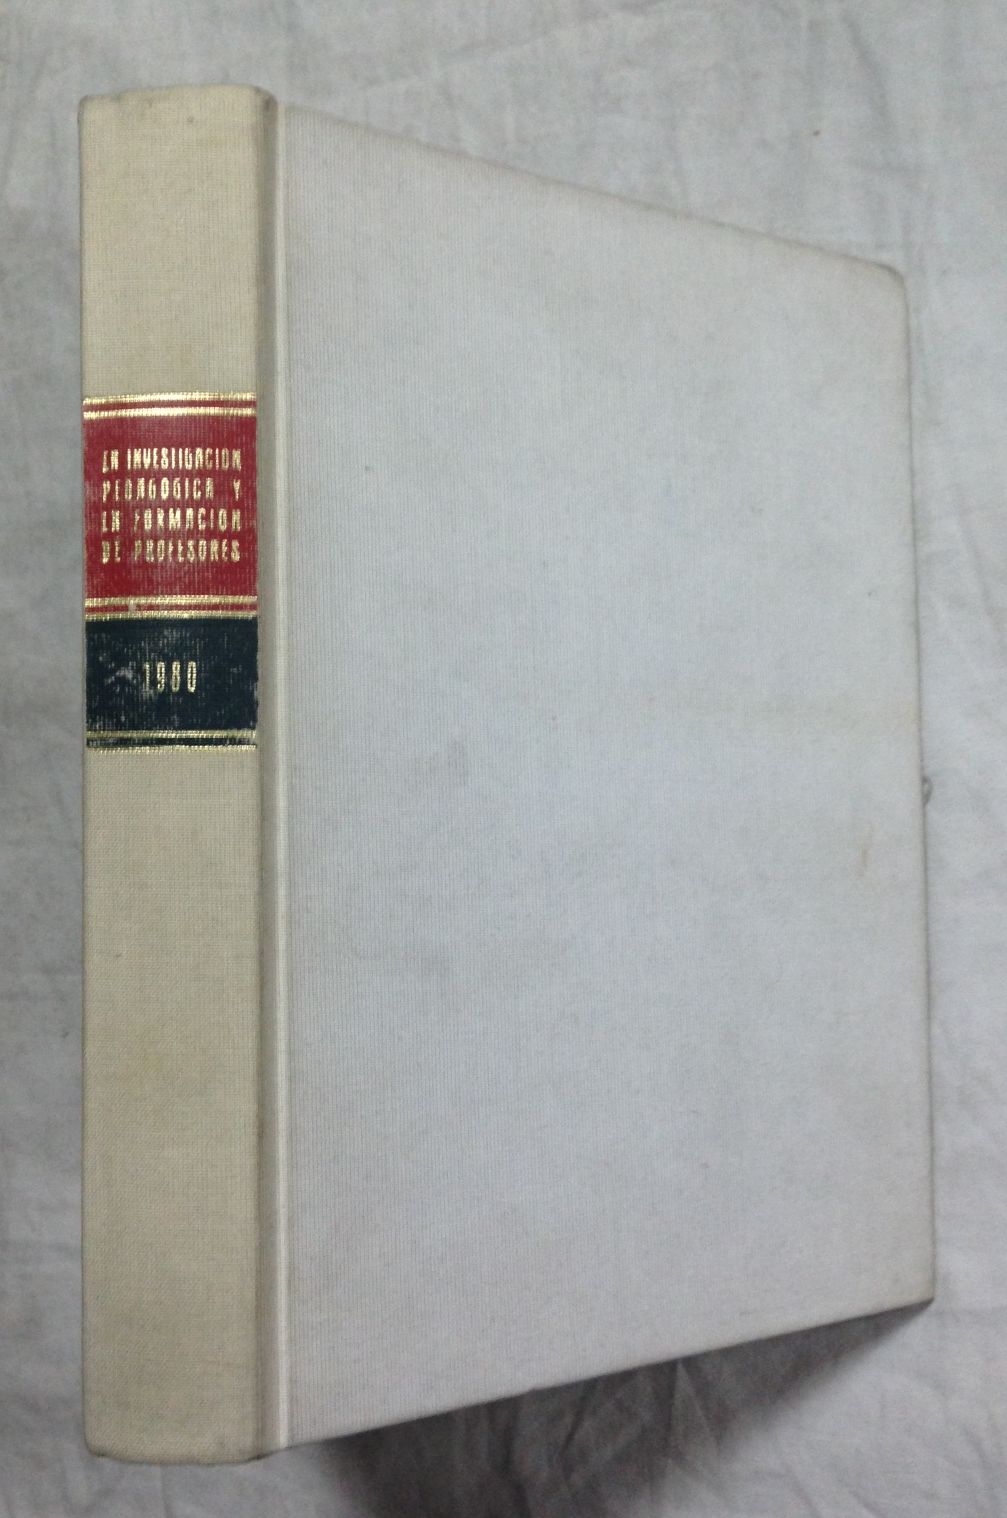 LA INVESTIGACION
PEDAGOGICA Y
LA FORMACION
DE PROFESORES
1980